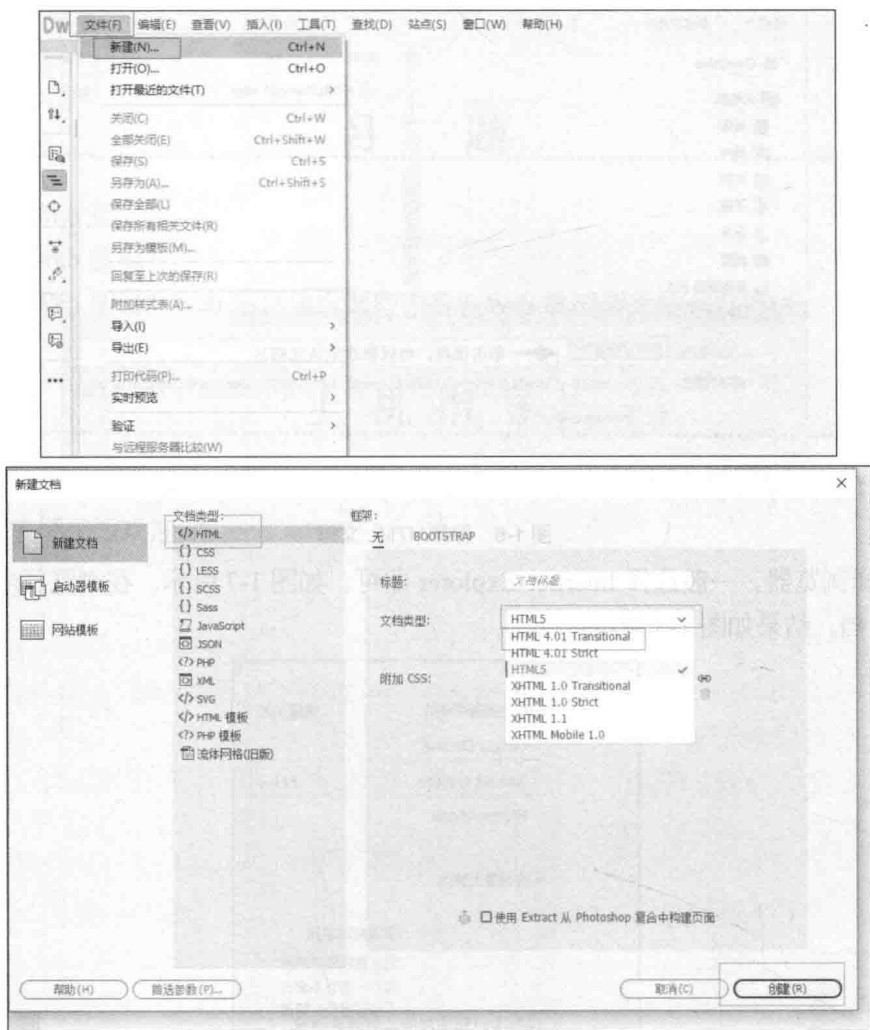 Dw 文件(F) 编辑(E) 查看(V) 插入(I) 工具(T) 查找(D) 站点(S) 窗口(W) 帮助(H)
新建(N)... Ctrl+N
打开(O)... Ctrl+O
打开最近的文件(T)
关闭(C) Ctrl+W
全部关闭(E) Ctrl+Shift+W
保存(S) Ctrl+S
另存为(A)... Ctrl+Shift+S
保存全部(L)
保存所有相关文件(R)
另存为模板(M)...
回复至上次的保存(R)
附加样式表(A)...
导入(I)
导出(E)
打印代码(P)... Ctrl+P
实时预览
验证
与远程服务器比较(W)
新建文档
新建文档
启动器模板
网站模板
文档类型:
</> HTML
{} CSS
{} LESS
{} SCSS
{} Sass
JavaScript
JSON
<?> PHP
XML
</> SVG
</> HTML 模板
<?> PHP 模板
流体网格(旧版)
框架:
无 BOOTSTRAP
标题: 文档标题
文档类型: HTML5
HTML 4.01 Transitional
HTML 4.01 Strict
HTML5
XHTML 1.0 Transitional
XHTML 1.0 Strict
XHTML 1.1
XHTML Mobile 1.0
附加 CSS:
使用 Extract 从 Photoshop 复合中构建页面
帮助(H) 首选参数(P)... 取消(C) 创建(R)